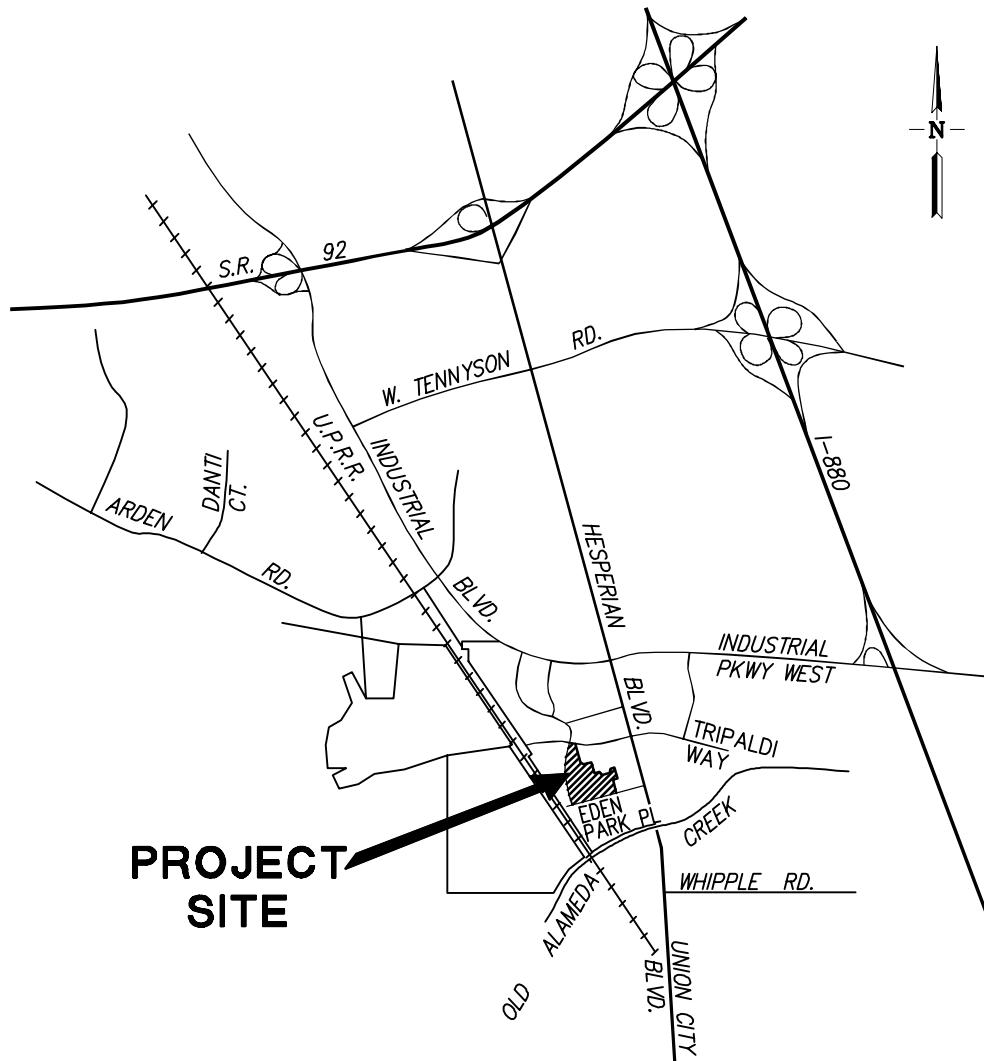 N
S.R. 92
W. TENNYSON RD.
U.P.R.R.
INDUSTRIAL BLVD.
I-880
DANTI
CT.
ARDEN RD.
HESPERIAN BLVD.
INDUSTRIAL
PKWY WEST
TRIPALDI
WAY
EDEN
PARK PL
PROJECT
SITE
OLD ALAMEDA CREEK
WHIPPLE RD.
UNION CITY
BLVD.